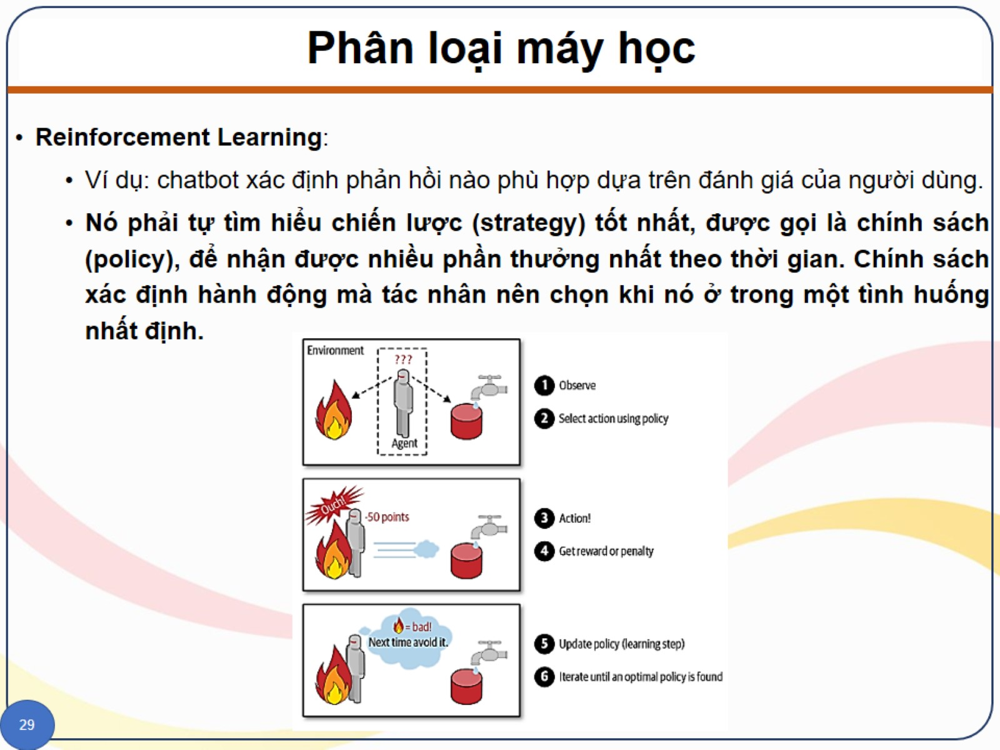 Phân loại máy học
• Reinforcement Learning:
• Ví dụ: chatbot xác định phản hồi nào phù hợp dựa trên đánh giá của người dùng.
• Nó phải tự tìm hiểu chiến lược (strategy) tốt nhất, được gọi là chính sách
(policy), để nhận được nhiều phần thưởng nhất theo thời gian. Chính sách
xác định hành động mà tác nhân nên chọn khi nó ở trong một tình huống
nhất định.
Environment
???
Agent
1 Observe
2 Select action using policy
Ouch!
-50 points
3 Action!
4 Get reward or penalty
= bad!
Next time avoid it.
5 Update policy (learning step)
6 Iterate until an optimal policy is found
29